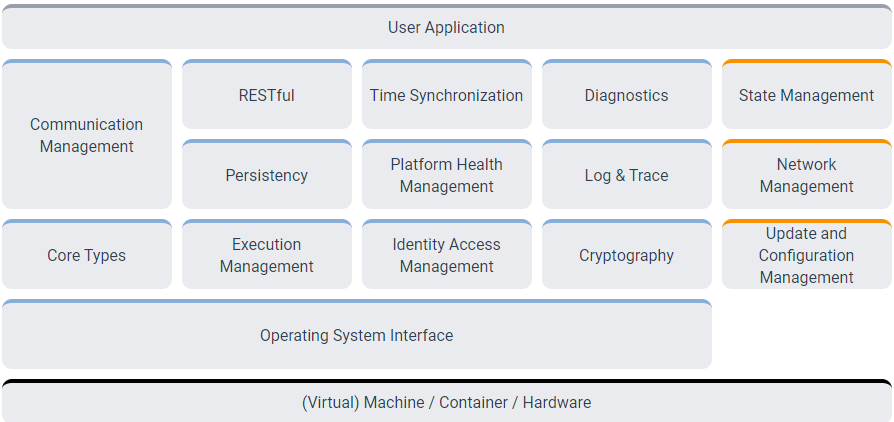 User Application
RESTful
Time Synchronization
Diagnostics
State Management
Communication
Management
Persistency
Platform Health
Management
Log & Trace
Network
Management
Core Types
Execution
Management
Identity Access
Management
Cryptography
Update and
Configuration
Management
Operating System Interface
(Virtual) Machine / Container / Hardware